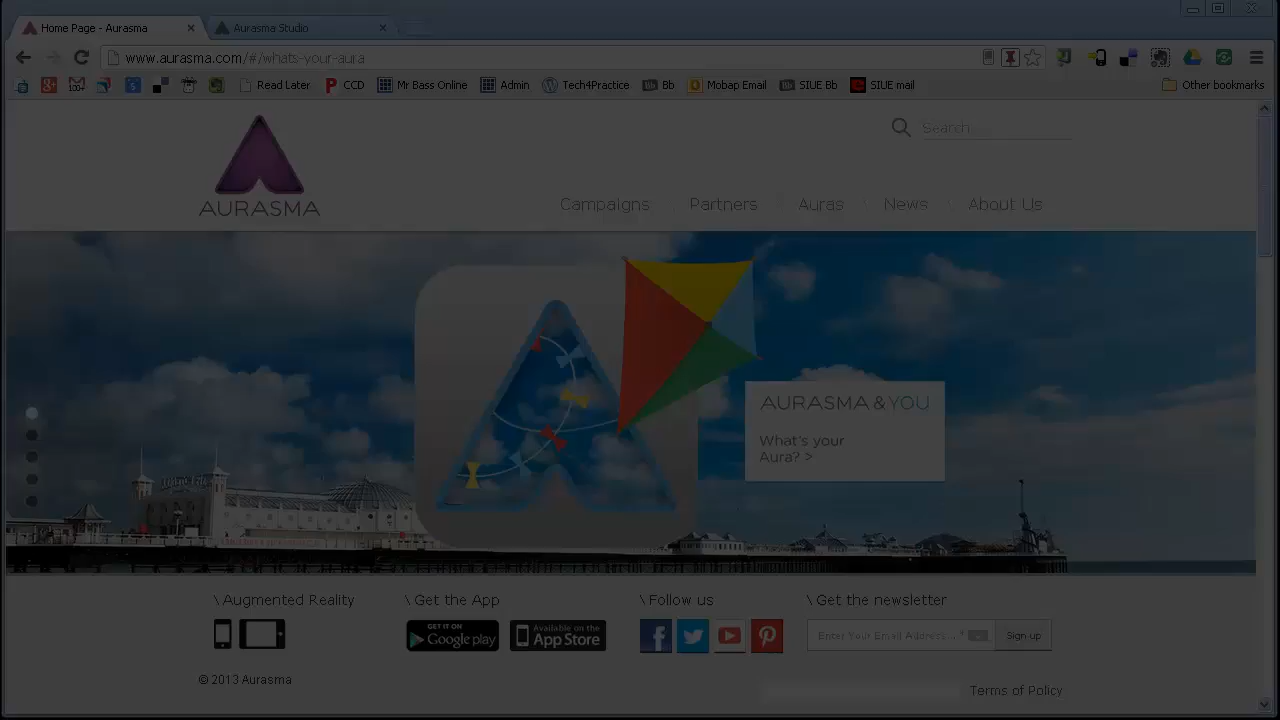 Home Page - Aurasma
Aurasma Studio
www.aurasma.com/#/whats-your-aura
Read Later
CCD
Mr Bass Online
Admin
Tech4Practice
Bb
Mobap Email
SIUE Bb
SIUE mail
Other bookmarks
AURASMA
Search...
Campaigns
Partners
Auras
News
About Us
AURASMA & YOU
What's your
Aura? >
\ Augmented Reality
\ Get the App
\ Follow us
\ Get the newsletter
GET IT ON
Google play
Available on the
App Store
Enter Your Email Address... *
Sign-up
© 2013 Aurasma
Terms of Policy